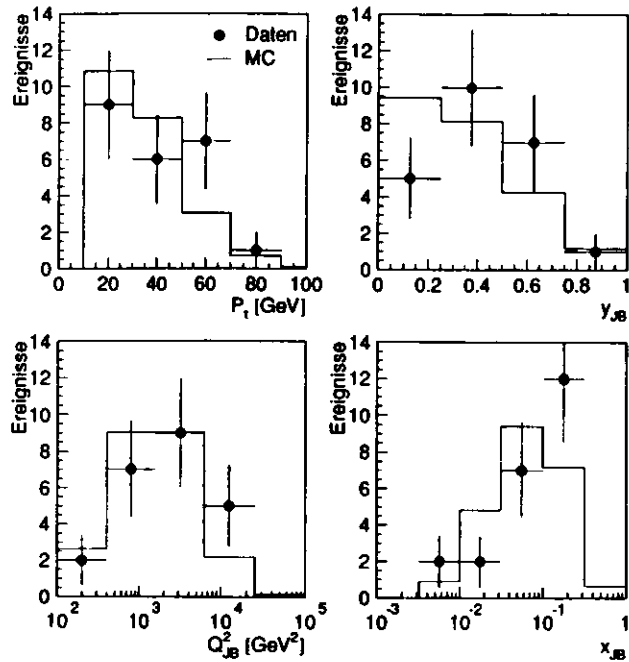 Ereignisse
14
12
10
8
6
4
2
0
Daten
MC
0 20 40 60 80 100
P_t [GeV]
Ereignisse
14
12
10
8
6
4
2
0
0 0.2 0.4 0.6 0.8 1
y_JB
Ereignisse
14
12
10
8
6
4
2
0
10^2 10^3 10^4 10^5
Q^2_JB [GeV^2]
Ereignisse
14
12
10
8
6
4
2
0
10^-3 10^-2 10^-1 1
x_JB